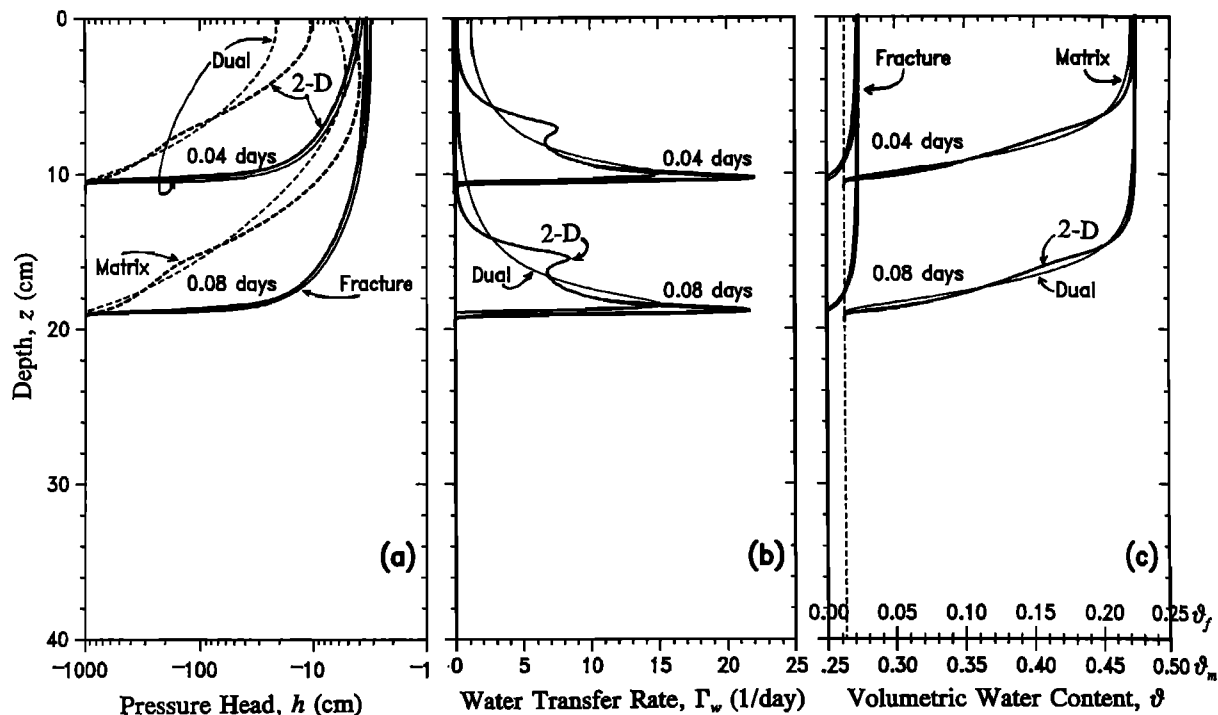 0
10
20
30
40
Depth, z (cm)
Dual
2-D
0.04 days
Matrix
0.08 days
Fracture
(a)
−1000
−100
−10
−1
Pressure Head, h (cm)
0.04 days
2-D
Dual
0.08 days
(b)
0
5
10
15
20
25
Water Transfer Rate, Γw (1/day)
Fracture
Matrix
0.04 days
2-D
0.08 days
Dual
(c)
0.00 0.05 0.10 0.15 0.20 0.25 ϑf
0.25 0.30 0.35 0.40 0.45 0.50 ϑm
Volumetric Water Content, ϑ